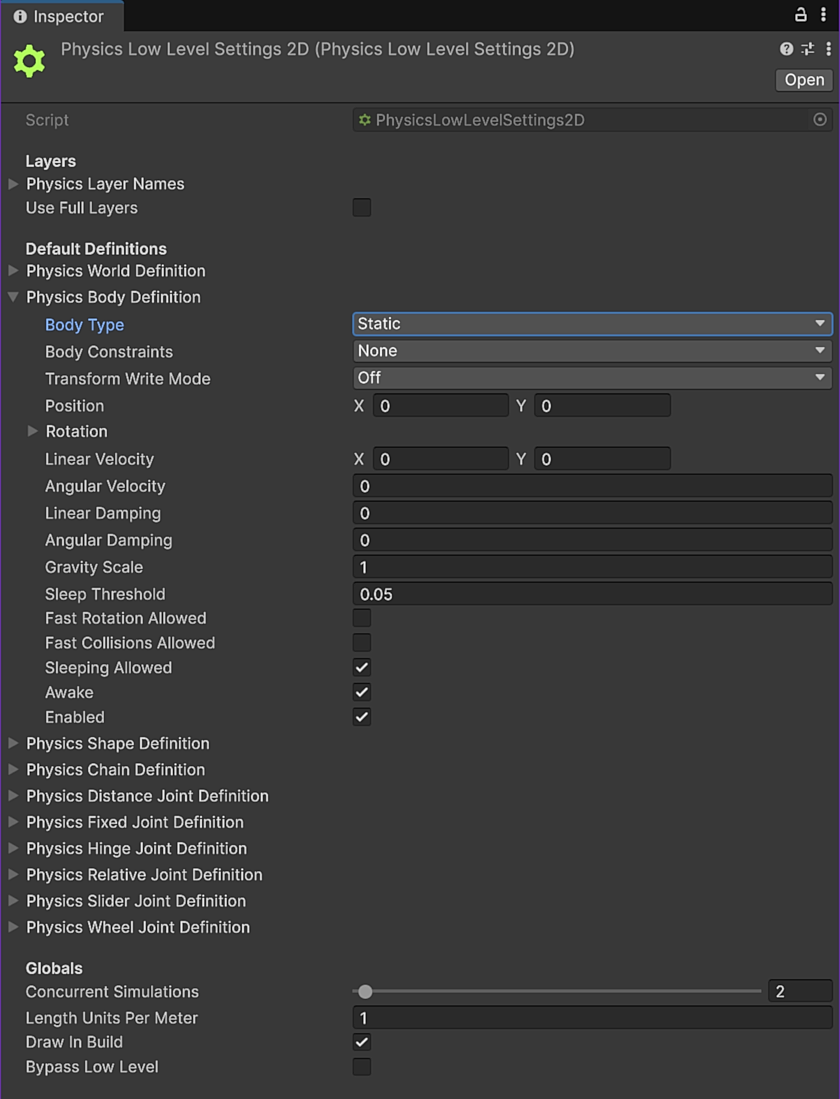 Inspector
Physics Low Level Settings 2D (Physics Low Level Settings 2D)
Open
Script PhysicsLowLevelSettings2D
Layers
Physics Layer Names
Use Full Layers
Default Definitions
Physics World Definition
Physics Body Definition
Body Type Static
Body Constraints None
Transform Write Mode Off
Position X 0 Y 0
Rotation
Linear Velocity X 0 Y 0
Angular Velocity 0
Linear Damping 0
Angular Damping 0
Gravity Scale 1
Sleep Threshold 0.05
Fast Rotation Allowed
Fast Collisions Allowed
Sleeping Allowed
Awake
Enabled
Physics Shape Definition
Physics Chain Definition
Physics Distance Joint Definition
Physics Fixed Joint Definition
Physics Hinge Joint Definition
Physics Relative Joint Definition
Physics Slider Joint Definition
Physics Wheel Joint Definition
Globals
Concurrent Simulations 2
Length Units Per Meter 1
Draw In Build
Bypass Low Level